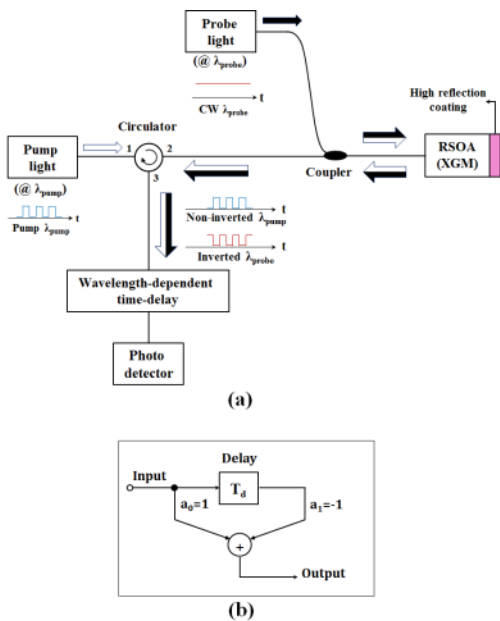 Probe
light
(@ λprobe)
t
CW λprobe
High reflection
coating
Circulator
Pump
light
1
2
3
RSOA
(XGM)
Coupler
(@ λpump)
t
Pump λpump
t
Non-inverted λpump
t
Inverted λprobe
Wavelength-dependent
time-delay
Photo
detector
(a)
Delay
Input
Td
a0=1
a1=-1
+
Output
(b)